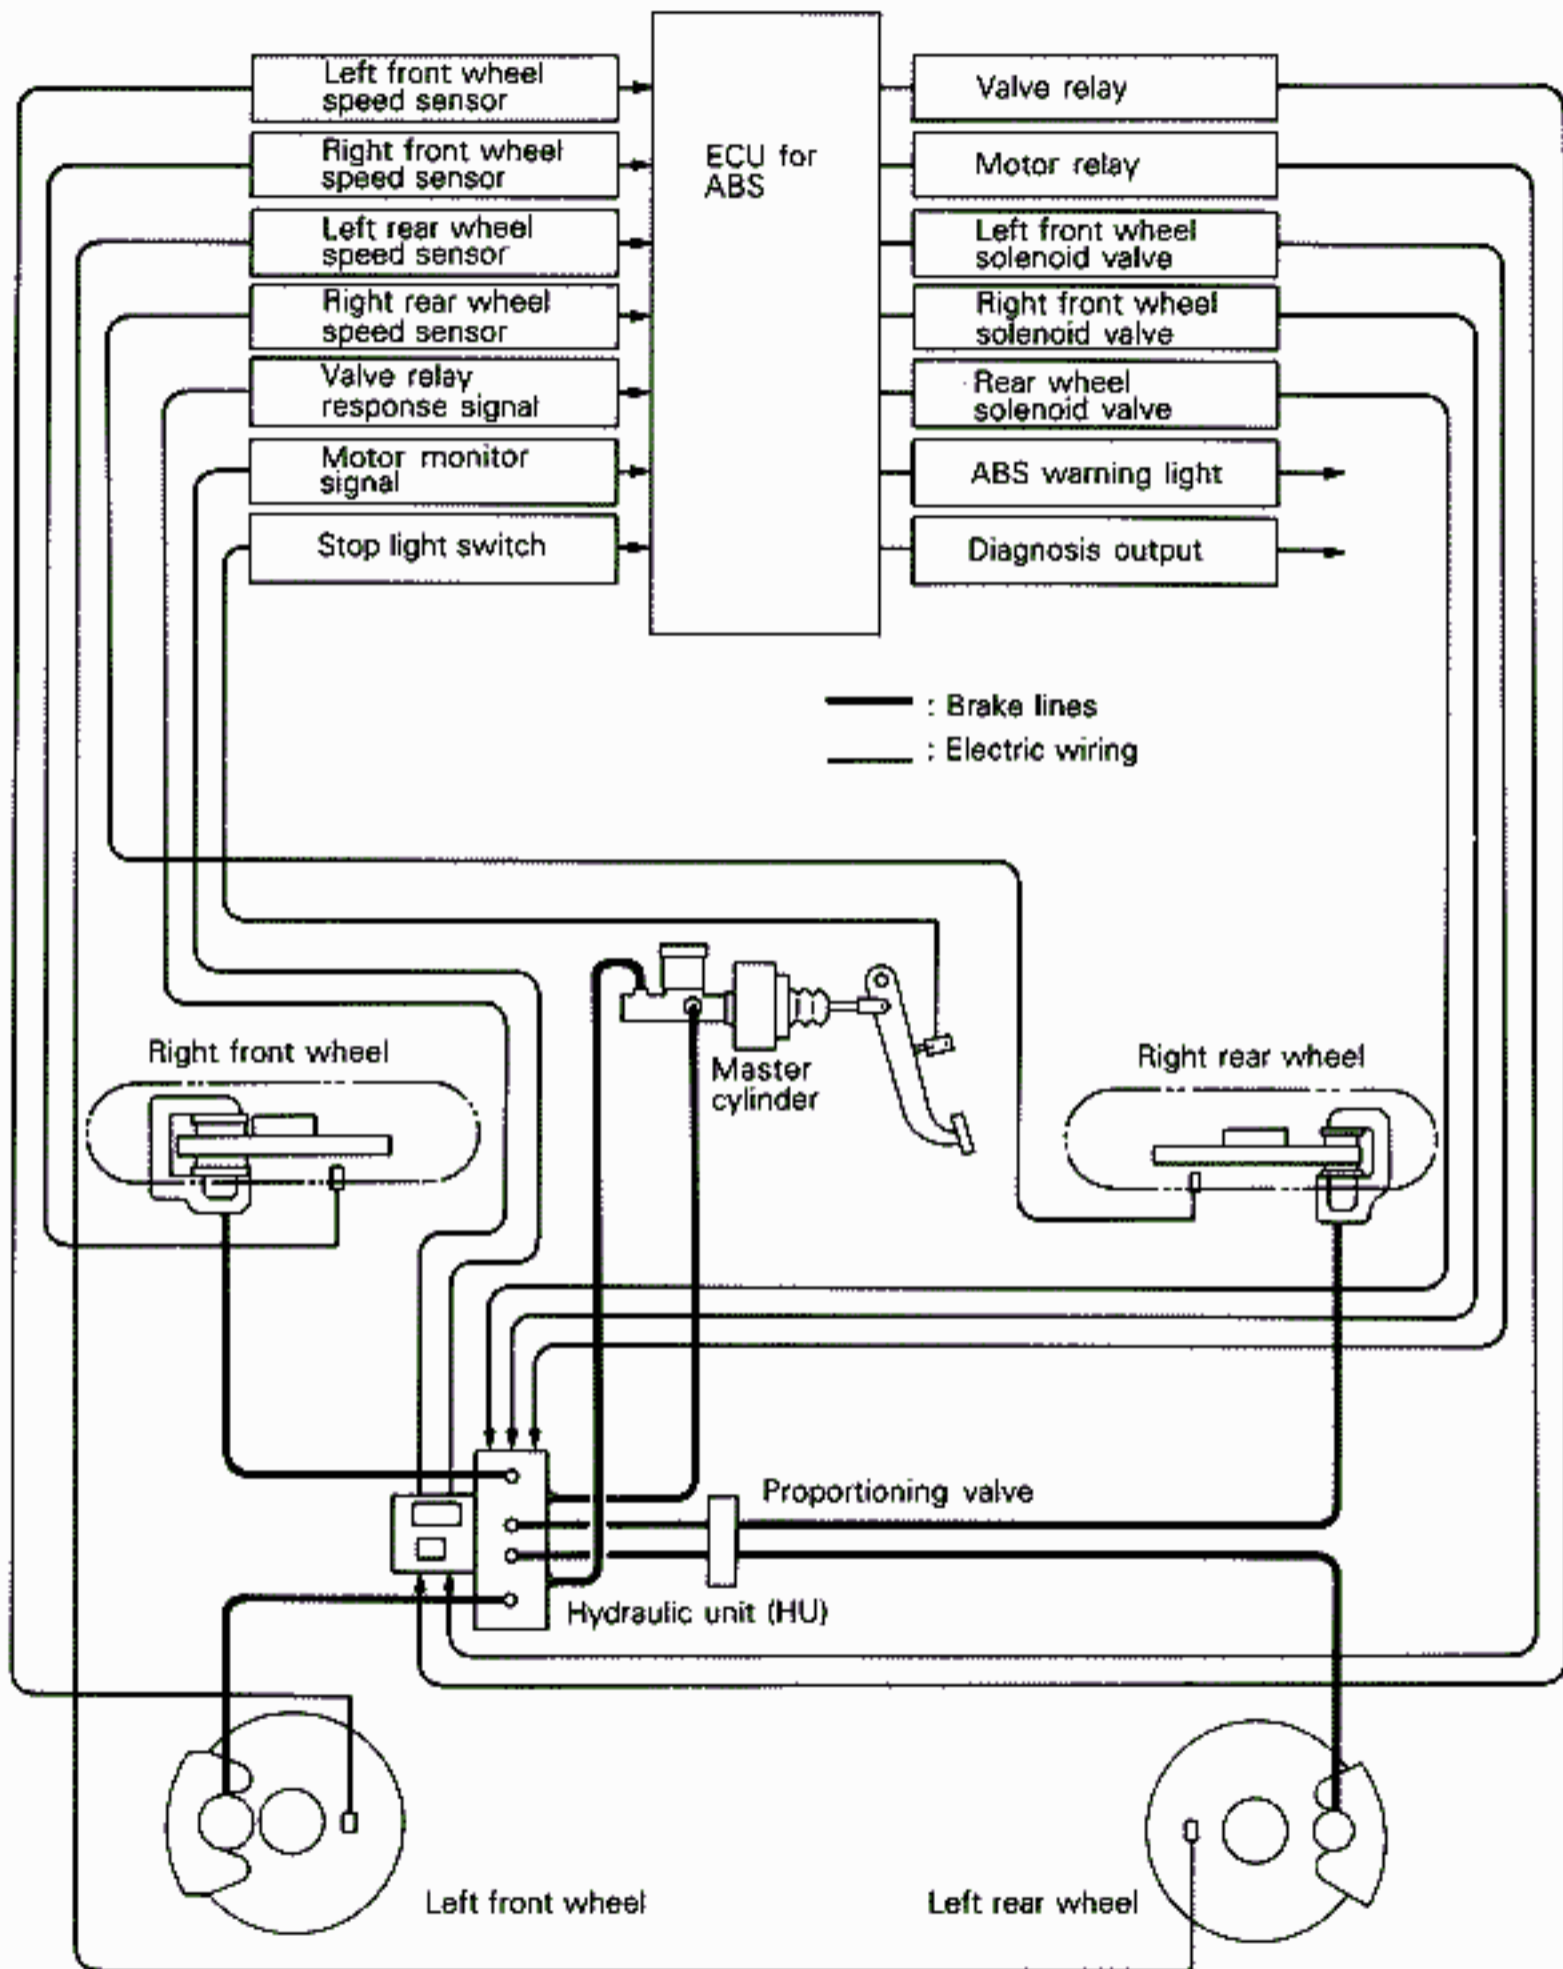 Left front wheel
speed sensor
Right front wheel
speed sensor
Left rear wheel
speed sensor
Right rear wheel
speed sensor
Valve relay
response signal
Motor monitor
signal
Stop light switch
ECU for
ABS
Valve relay
Motor relay
Left front wheel
solenoid valve
Right front wheel
solenoid valve
Rear wheel
solenoid valve
ABS warning light
Diagnosis output
: Brake lines
: Electric wiring
Master
cylinder
Right front wheel
Right rear wheel
Proportioning valve
Hydraulic unit (HU)
Left front wheel
Left rear wheel